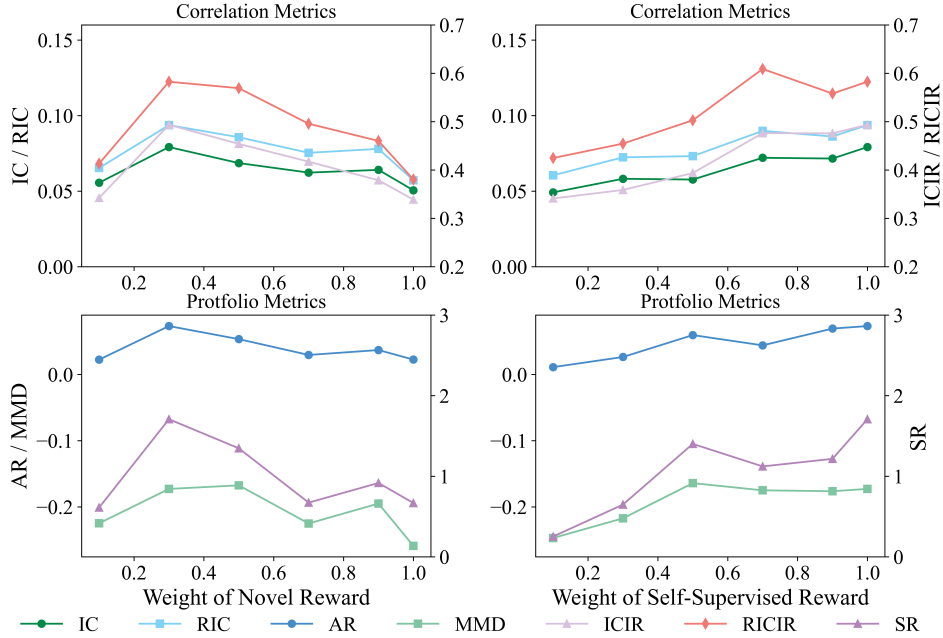 Correlation Metrics
Correlation Metrics
0.15
0.10
0.05
0.00
IC / RIC
0.7
0.6
0.5
0.4
0.3
0.2
0.2 0.4 0.6 0.8 1.0
0.7
0.6
0.5
0.4
0.3
0.2
ICIR / RICIR
0.15
0.10
0.05
0.00
0.2 0.4 0.6 0.8 1.0
Protfolio Metrics
Protfolio Metrics
0.0
−0.1
−0.2
AR / MMD
3
2
1
0
0.2 0.4 0.6 0.8 1.0
Weight of Novel Reward
0.0
−0.1
−0.2
3
2
1
0
SR
0.2 0.4 0.6 0.8 1.0
Weight of Self-Supervised Reward
IC RIC AR MMD ICIR RICIR SR